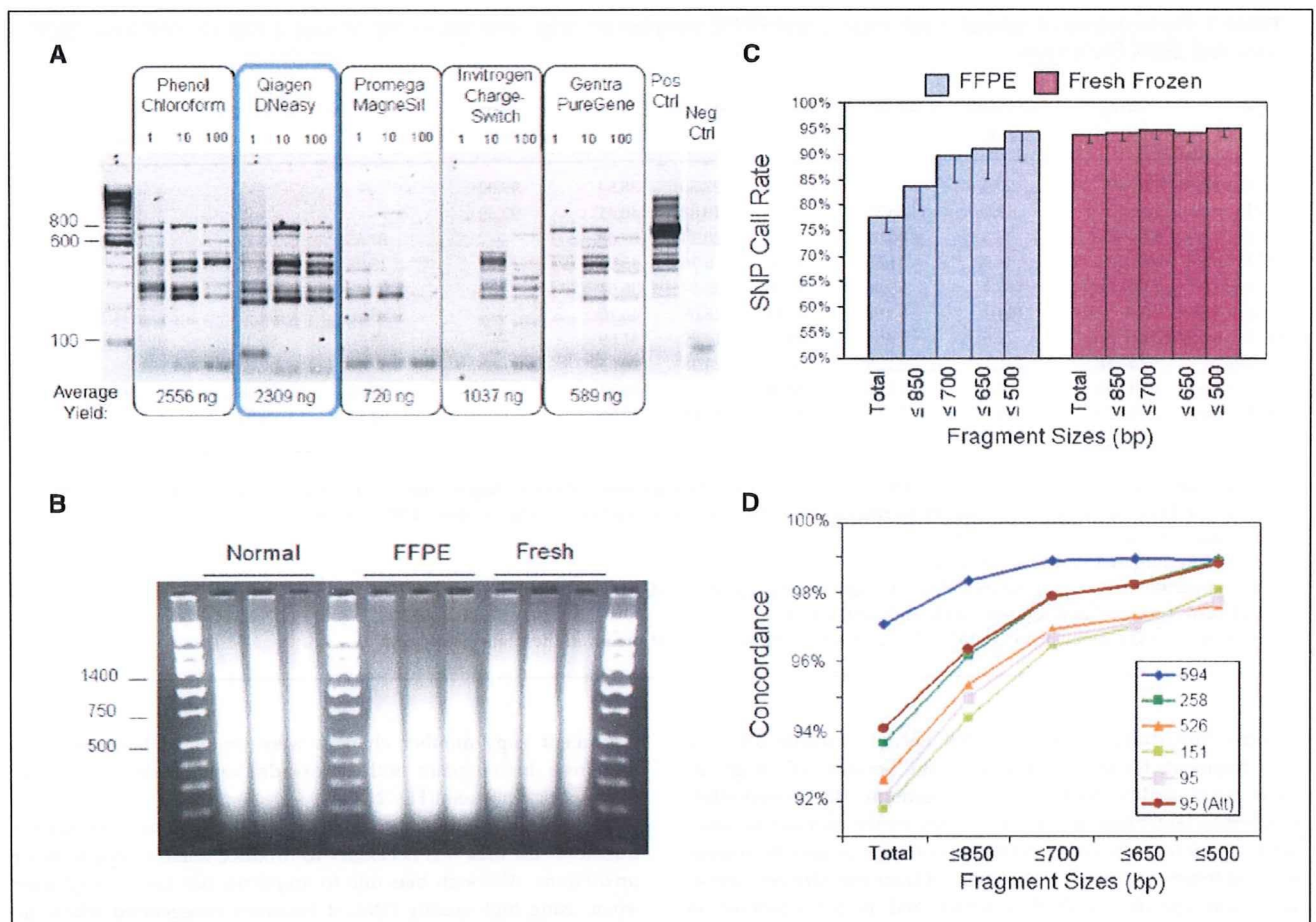 A
Phenol
Chloroform
1 10 100
Qiagen
DNeasy
1 10 100
Promega
MagneSil
1 10 100
Invitrogen
Charge-
Switch
1 10 100
Gentra
PureGene
1 10 100
Pos
Ctrl
Neg
Ctrl
800
600
100
Average
Yield:
2556 ng
2309 ng
720 ng
1037 ng
589 ng
B
Normal
FFPE
Fresh
1400
750
500
C
FFPE
Fresh Frozen
100%
95%
90%
85%
80%
75%
70%
65%
60%
55%
50%
SNP Call Rate
Total
≤ 850
≤ 700
≤ 650
≤ 500
Total
≤ 850
≤ 700
≤ 650
≤ 500
Fragment Sizes (bp)
D
100%
98%
96%
94%
92%
Concordance
594
258
526
151
95
95 (Alt)
Total
≤850
≤700
≤650
≤500
Fragment Sizes (bp)